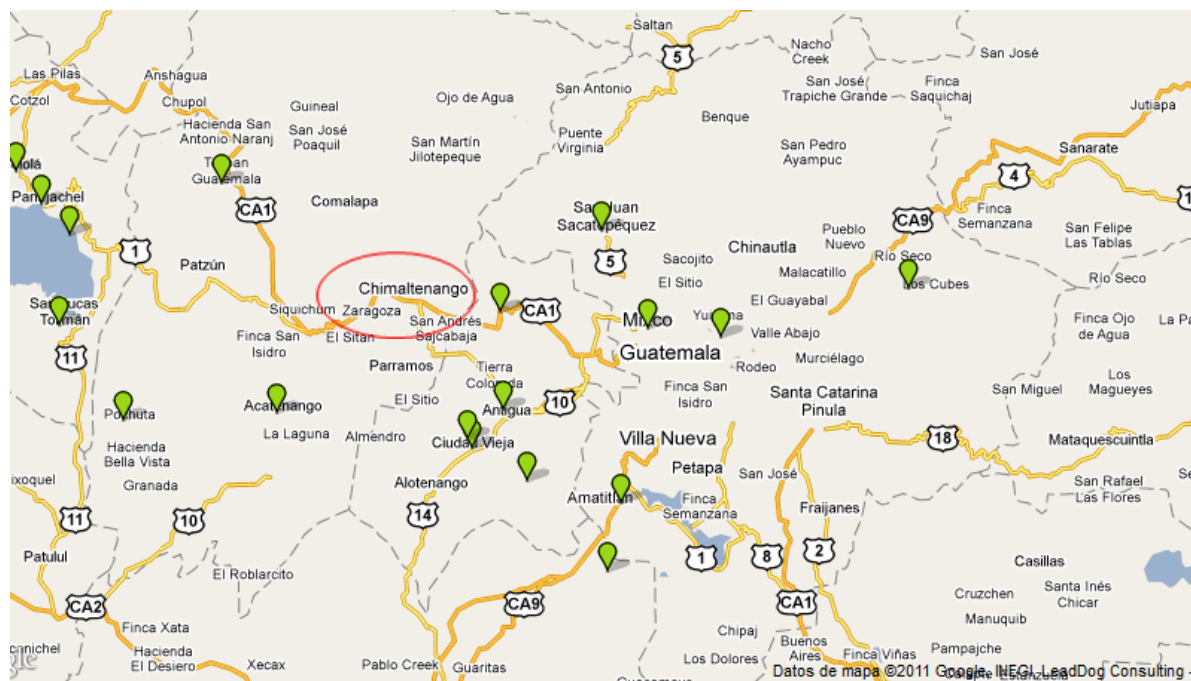 Saltan
5
Nacho
Creek
San José
Las Pilas
Anshagua
San José
Trapiche Grande
Finca
Saquichaj
Cotzol
Chupol
Guineal
Ojo de Agua
San Antonio
Jutiapa
Benque
Hacienda San
Antonio Naranj
San José
Poaquil
San Martín
Jilotepeque
Puente
Virginia
San Pedro
Ayampuc
Sanarate
4
Guatemala
Panajachel
CA1
Comalapa
San Juan
Sacatepéquez
CA9
Finca
Semanzana
Pueblo
Nuevo
San Felipe
Las Tablas
1
Patzún
5
Sacojito
Chinautla
Malacatillo
Río Seco
Los Cubes
Río Seco
Chimaltenango
El Sitio
El Guayabal
Siquichum
Zaragoza
San Andrés
Sajcabaja
CA1
Mixco
Valle Abajo
Finca Ojo
de Agua
La Pa
El Sitan
Finca San
Isidro
11
Guatemala
Murciélago
Rodeo
Parramos
Tierra
Colorada
Finca San
Isidro
Santa Catarina
Pinula
San Miguel
Los
Magueyes
Pochuta
Acatenango
El Sitio
Antigua
10
La Laguna
Almendro
Ciudad Vieja
Villa Nueva
18
Mataquescuintla
Hacienda
Bella Vista
Petapa
San José
ixoquel
Granada
Alotenango
Amatitlán
Finca
Semanzana
San Rafael
Las Flores
Fraijanes
11
10
14
1
8
2
Patulul
El Roblarcito
Casillas
Santa Inés
Chicar
CA2
CA9
CA1
Cruzchen
Manuquib
Finca Xata
Chipaj
Buenos
Aires
Finca Viñas
Pampajche
Hacienda
El Desiero
Xecax
Pablo Creek
Guaritas
Los Dolores
Datos de mapa ©2011 Google, INEGI, LeadDog Consulting -